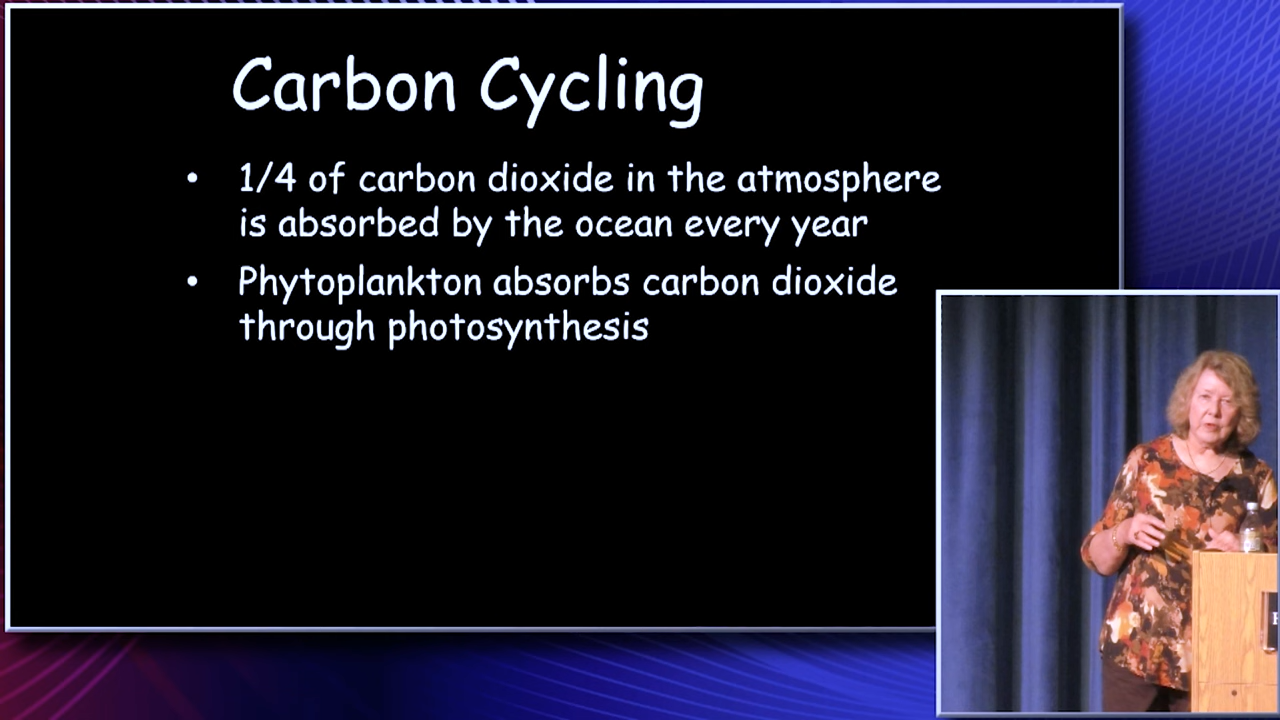 Carbon Cycling
• 1/4 of carbon dioxide in the atmosphere
is absorbed by the ocean every year
• Phytoplankton absorbs carbon dioxide
through photosynthesis